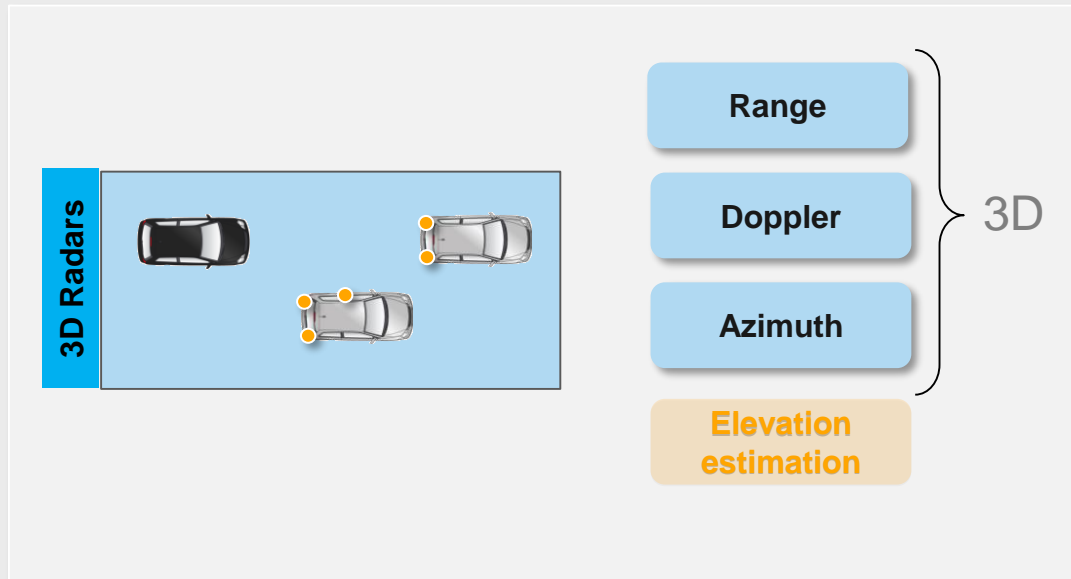 3D Radars
Range
Doppler
Azimuth
3D
Elevation
estimation